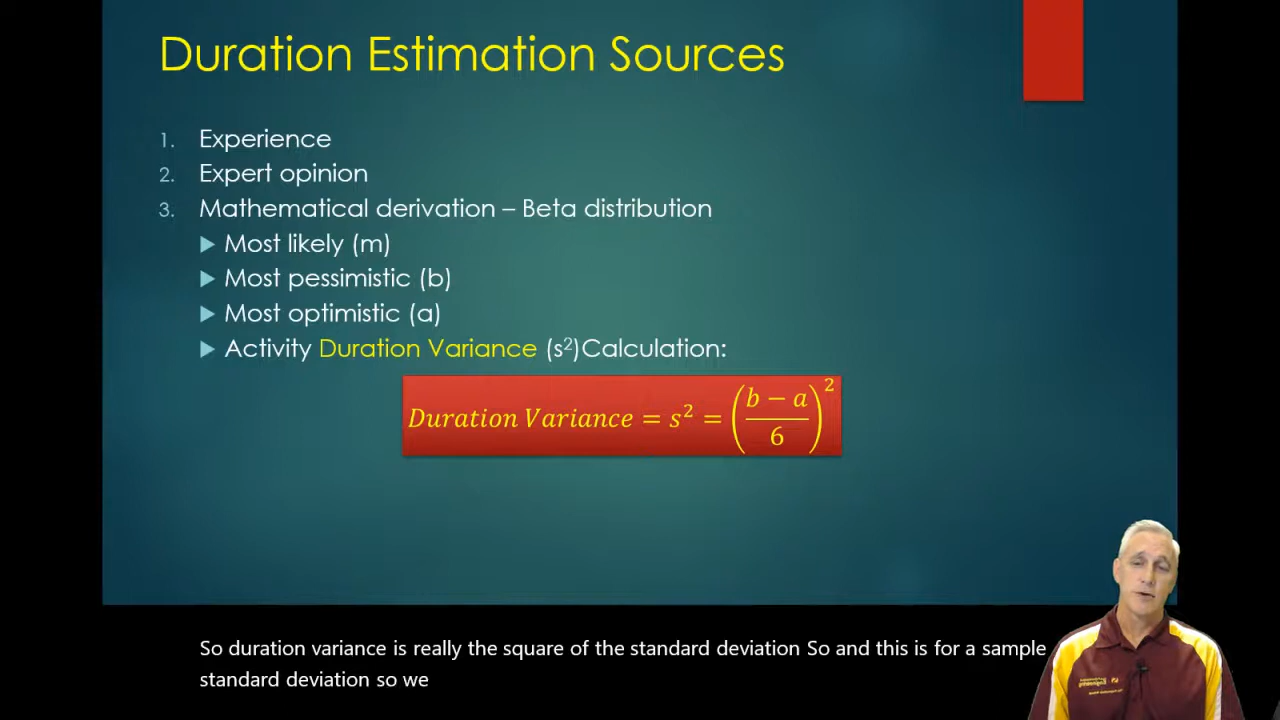 Duration Estimation Sources
1. Experience
2. Expert opinion
3. Mathematical derivation – Beta distribution
▶ Most likely (m)
▶ Most pessimistic (b)
▶ Most optimistic (a)
▶ Activity Duration Variance (s²)Calculation:
Duration Variance = s² = ((b − a)/6)²
So duration variance is really the square of the standard deviation So and this is for a sample
standard deviation so we